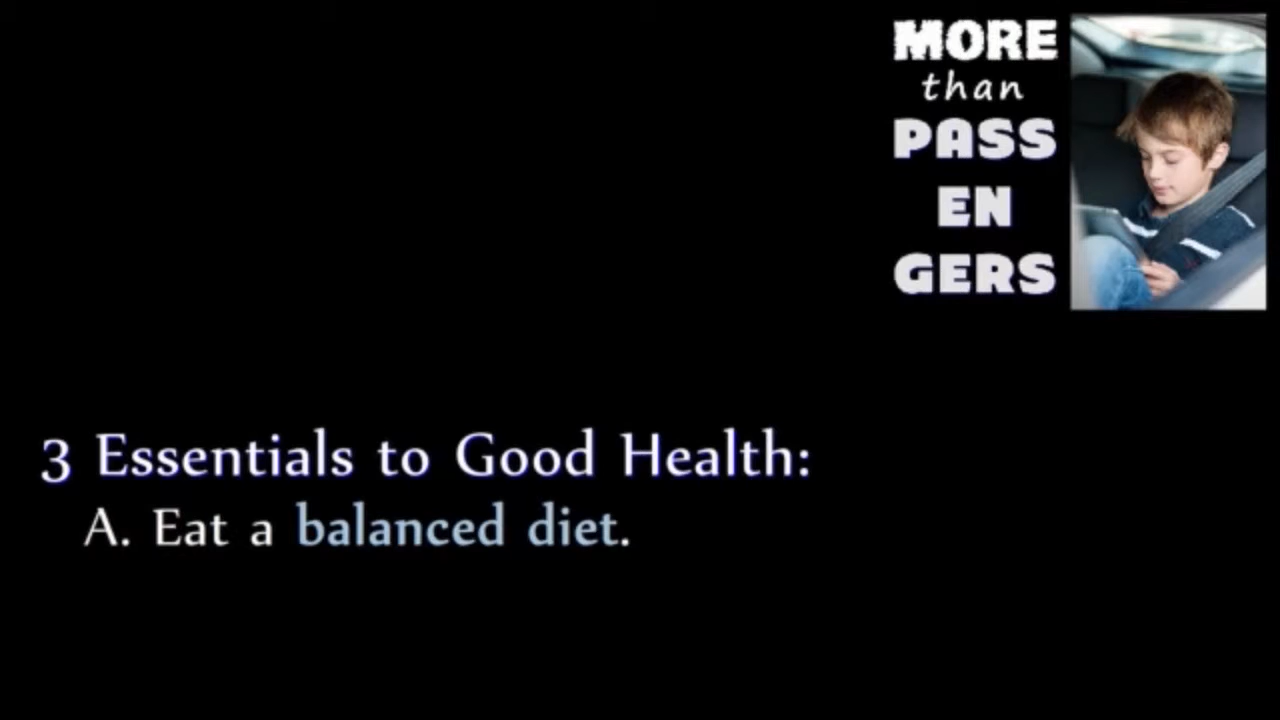 MORE
than
PASS
EN
GERS
3 Essentials to Good Health:
A. Eat a balanced diet.